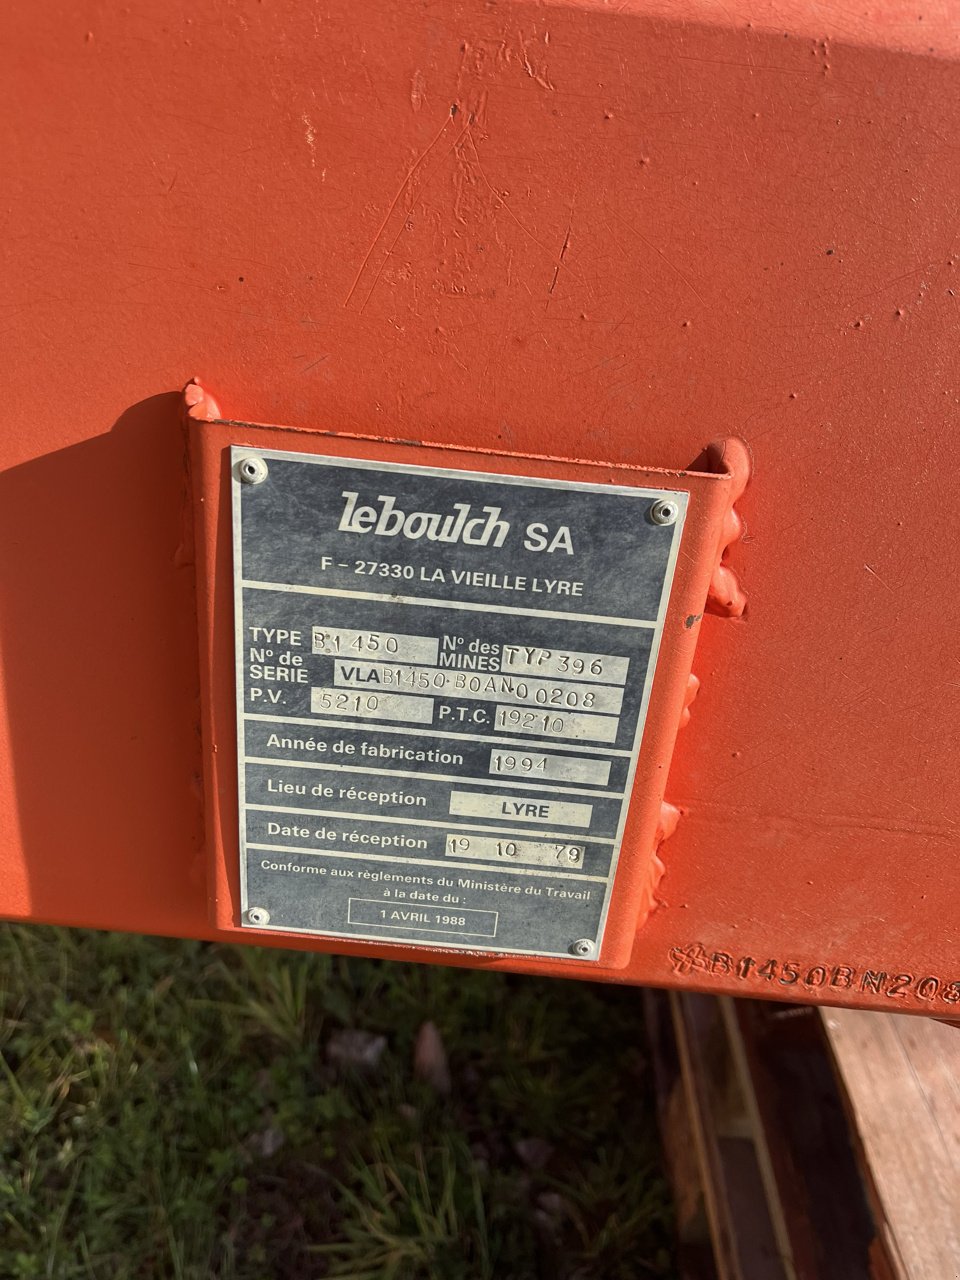 leboulch SA
F - 27330 LA VIEILLE LYRE
TYPE B1450 N° des MINES TYP396
N° de SERIE VLAB1450·B0AN00208
P.V. 5210 P.T.C. 19210
Année de fabrication 1994
Lieu de réception LYRE
Date de réception 19 10 79
Conforme aux règlements du Ministère du Travail
à la date du :
1 AVRIL 1988
B1450BN208